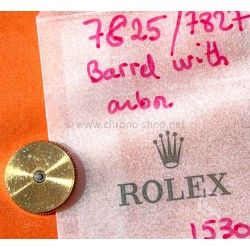 7825/7827
Barrel with
arbor
© www.chrono-shop.net
ROLEX
1530